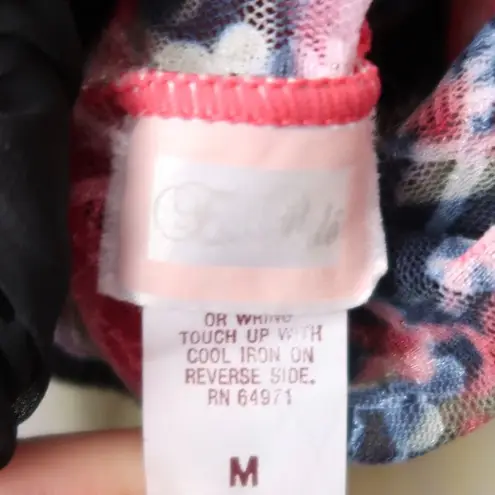 OR WRING
TOUCH UP WITH
COOL IRON ON
REVERSE SIDE.
RN 64971
M